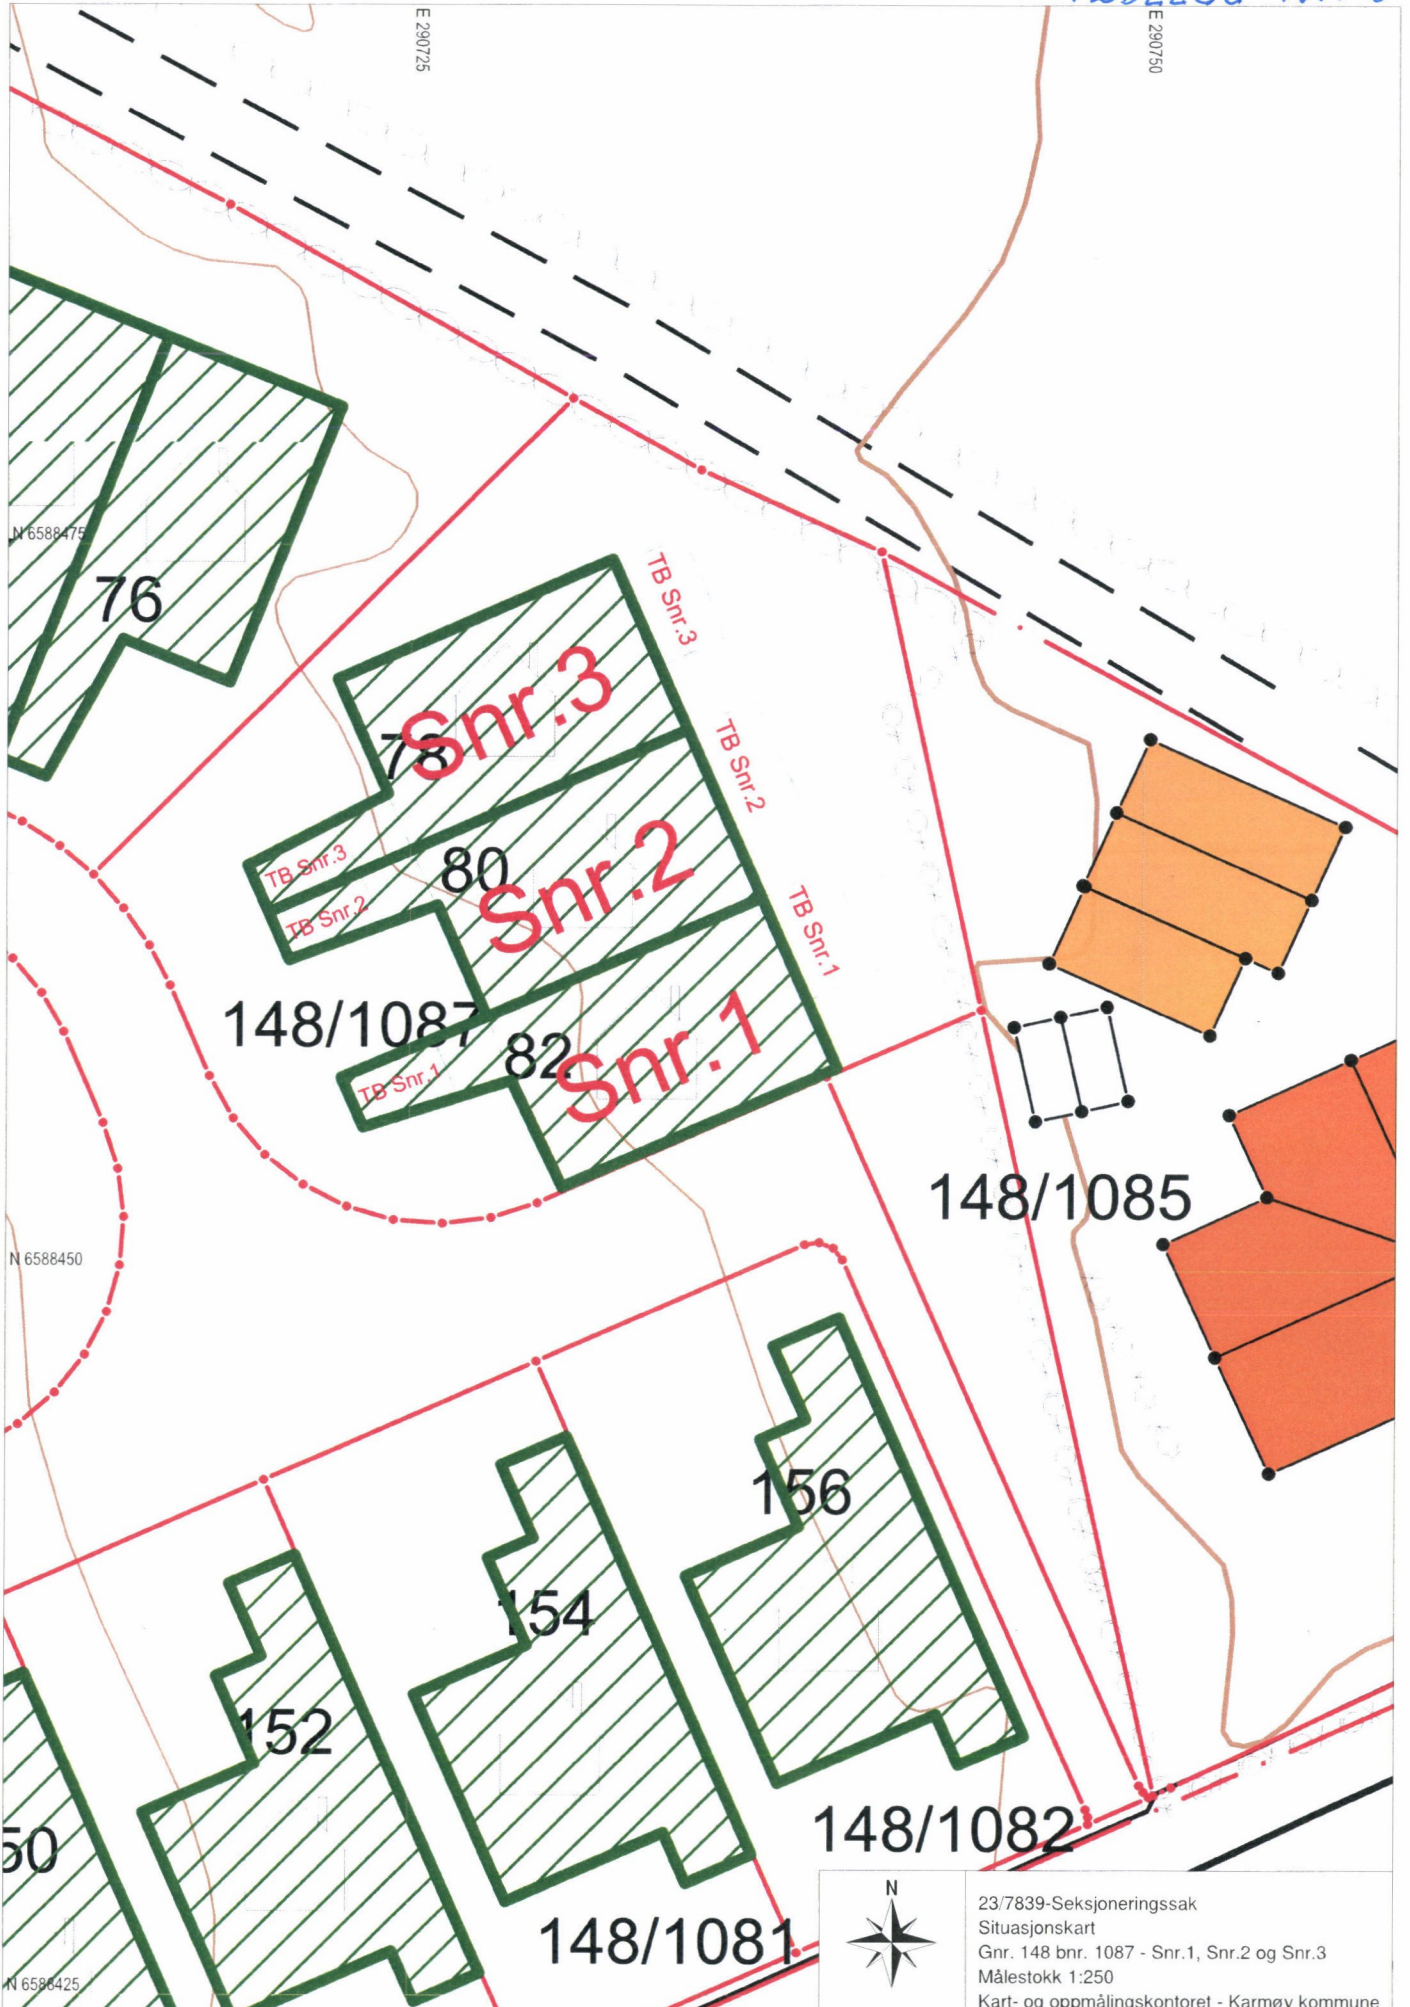 E 290725
E 290750
N 6588475
76
TB Snr.3
Snr.3
78
TB Snr.2
TB Snr.3
80
Snr.2
TB Snr.2
TB Snr.1
148/1087
82
Snr.1
TB Snr.1
148/1085
N 6588450
156
154
152
50
148/1082
148/1081
N 6588425
N
23/7839-Seksjoneringssak
Situasjonskart
Gnr. 148 bnr. 1087 - Snr.1, Snr.2 og Snr.3
Målestokk 1:250
Kart- og oppmålingskontoret - Karmøy kommune